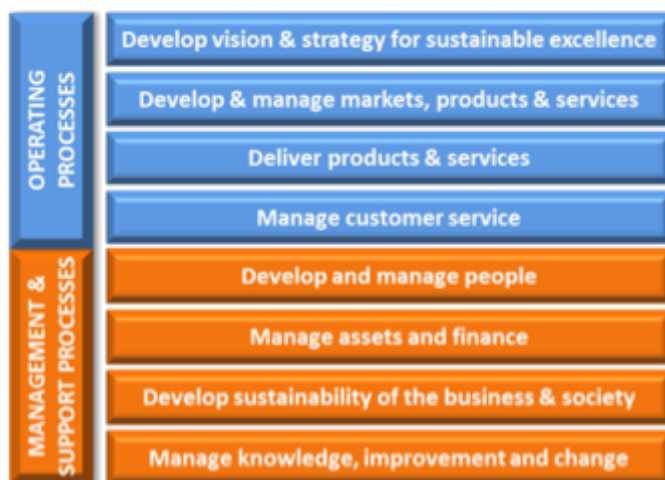 OPERATING
PROCESSES
Develop vision & strategy for sustainable excellence
Develop & manage markets, products & services
Deliver products & services
Manage customer service
MANAGEMENT &
SUPPORT PROCESSES
Develop and manage people
Manage assets and finance
Develop sustainability of the business & society
Manage knowledge, improvement and change